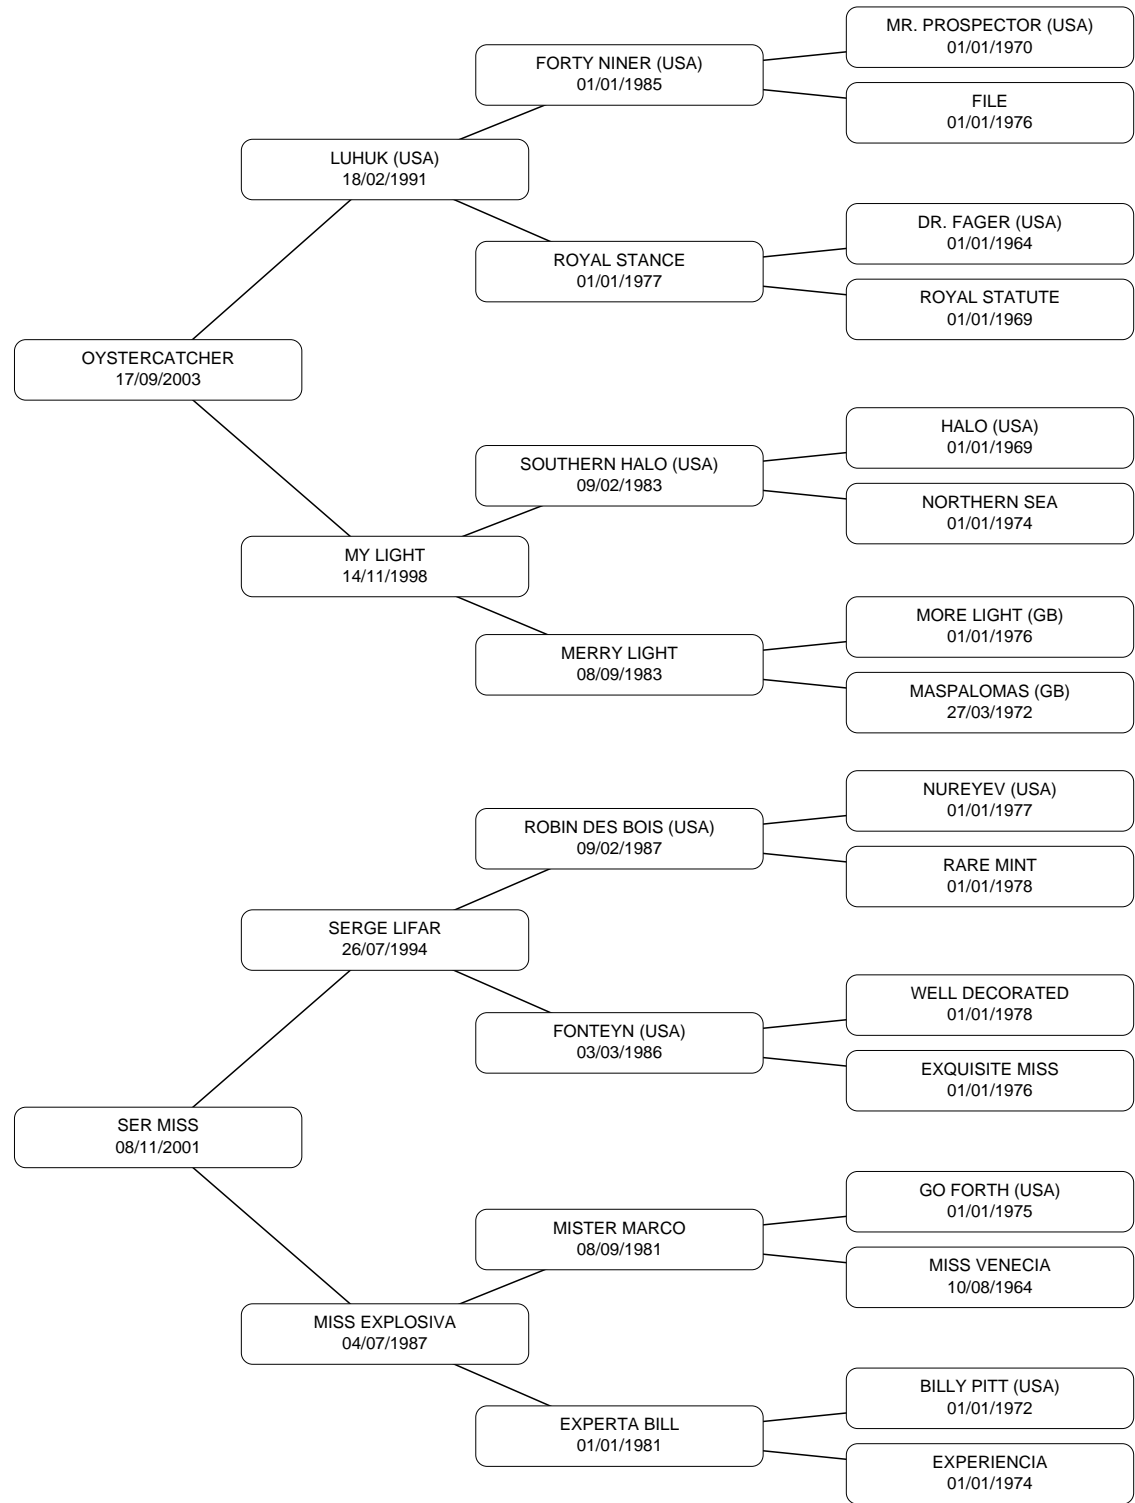 MR. PROSPECTOR (USA)
01/01/1970
FORTY NINER (USA)
01/01/1985
FILE
01/01/1976
LUHUK (USA)
18/02/1991
DR. FAGER (USA)
01/01/1964
ROYAL STANCE
01/01/1977
ROYAL STATUTE
01/01/1969
OYSTERCATCHER
17/09/2003
HALO (USA)
01/01/1969
SOUTHERN HALO (USA)
09/02/1983
NORTHERN SEA
01/01/1974
MY LIGHT
14/11/1998
MORE LIGHT (GB)
01/01/1976
MERRY LIGHT
08/09/1983
MASPALOMAS (GB)
27/03/1972
NUREYEV (USA)
01/01/1977
ROBIN DES BOIS (USA)
09/02/1987
RARE MINT
01/01/1978
SERGE LIFAR
26/07/1994
WELL DECORATED
01/01/1978
FONTEYN (USA)
03/03/1986
EXQUISITE MISS
01/01/1976
SER MISS
08/11/2001
GO FORTH (USA)
01/01/1975
MISTER MARCO
08/09/1981
MISS VENECIA
10/08/1964
MISS EXPLOSIVA
04/07/1987
BILLY PITT (USA)
01/01/1972
EXPERTA BILL
01/01/1981
EXPERIENCIA
01/01/1974